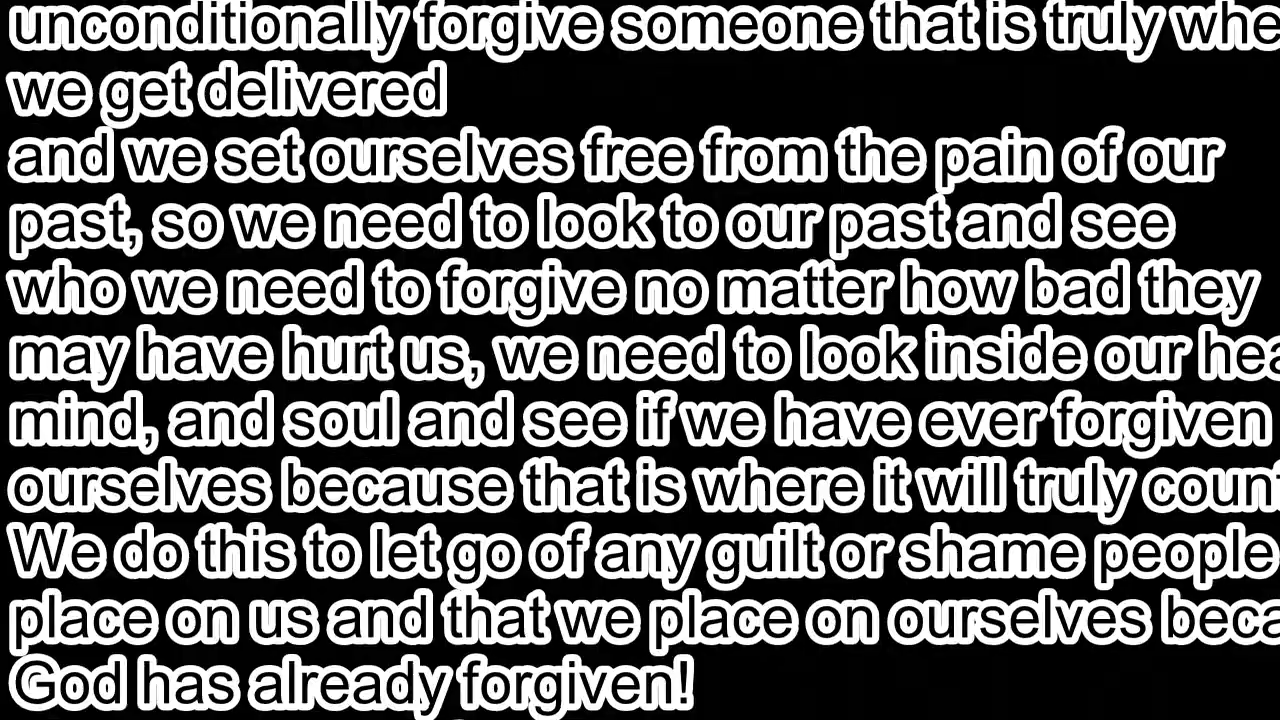 unconditionally forgive someone that is truly whe
we get delivered
and we set ourselves free from the pain of our
past, so we need to look to our past and see
who we need to forgive no matter how bad they
may have hurt us, we need to look inside our hea
mind, and soul and see if we have ever forgiven
ourselves because that is where it will truly count
We do this to let go of any guilt or shame people
place on us and that we place on ourselves beca
God has already forgiven!